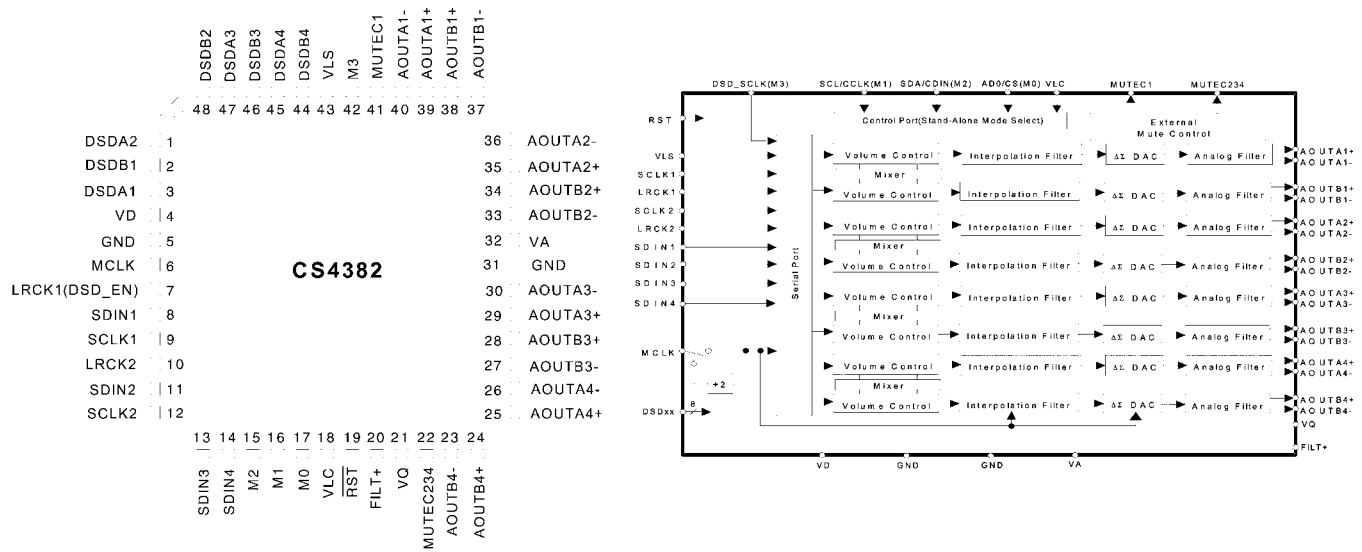 DSDB2
DSDA3
DSDB3
DSDA4
DSDB4
VLS
M3
MUTEC1
AOUTA1-
AOUTA1+
AOUTB1+
AOUTB1-
48 47 46 45 44 43 42 41 40 39 38 37
DSDA2 1
DSDB1 2
DSDA1 3
VD 4
GND 5
MCLK 6
LRCK1(DSD_EN) 7
SDIN1 8
SCLK1 9
LRCK2 10
SDIN2 11
SCLK2 12
CS4382
36 AOUTA2-
35 AOUTA2+
34 AOUTB2+
33 AOUTB2-
32 VA
31 GND
30 AOUTA3-
29 AOUTA3+
28 AOUTB3+
27 AOUTB3-
26 AOUTA4-
25 AOUTA4+
13 14 15 16 17 18 19 20 21 22 23 24
SDIN3
SDIN4
M2
M1
M0
VLC
RST
FILT+
VQ
MUTEC234
AOUTB4-
AOUTB4+
DSD_SCLK(M3) SCL/CCLK(M1) SDA/CDIN(M2) AD0/CS(M0) VLC MUTEC1 MUTEC234
RST
VLS
SCLK1
LRCK1
SCLK2
LRCK2
SDIN1
SDIN2
SDIN3
SDIN4
MCLK
+2
8
DSDxx
Serial Port
Control Port(Stand-Alone Mode Select)
External
Mute Control
Volume Control Interpolation Filter ΔΣ DAC Analog Filter
Mixer
Volume Control Interpolation Filter ΔΣ DAC Analog Filter
Volume Control Interpolation Filter ΔΣ DAC Analog Filter
Mixer
Volume Control Interpolation Filter ΔΣ DAC Analog Filter
Volume Control Interpolation Filter ΔΣ DAC Analog Filter
Mixer
Volume Control Interpolation Filter ΔΣ DAC Analog Filter
Volume Control Interpolation Filter ΔΣ DAC Analog Filter
Mixer
Volume Control Interpolation Filter ΔΣ DAC Analog Filter
AOUTA1+
AOUTA1-
AOUTB1+
AOUTB1-
AOUTA2+
AOUTA2-
AOUTB2+
AOUTB2-
AOUTA3+
AOUTA3-
AOUTB3+
AOUTB3-
AOUTA4+
AOUTA4-
AOUTB4+
AOUTB4-
VQ
FILT+
VD GND GND VA